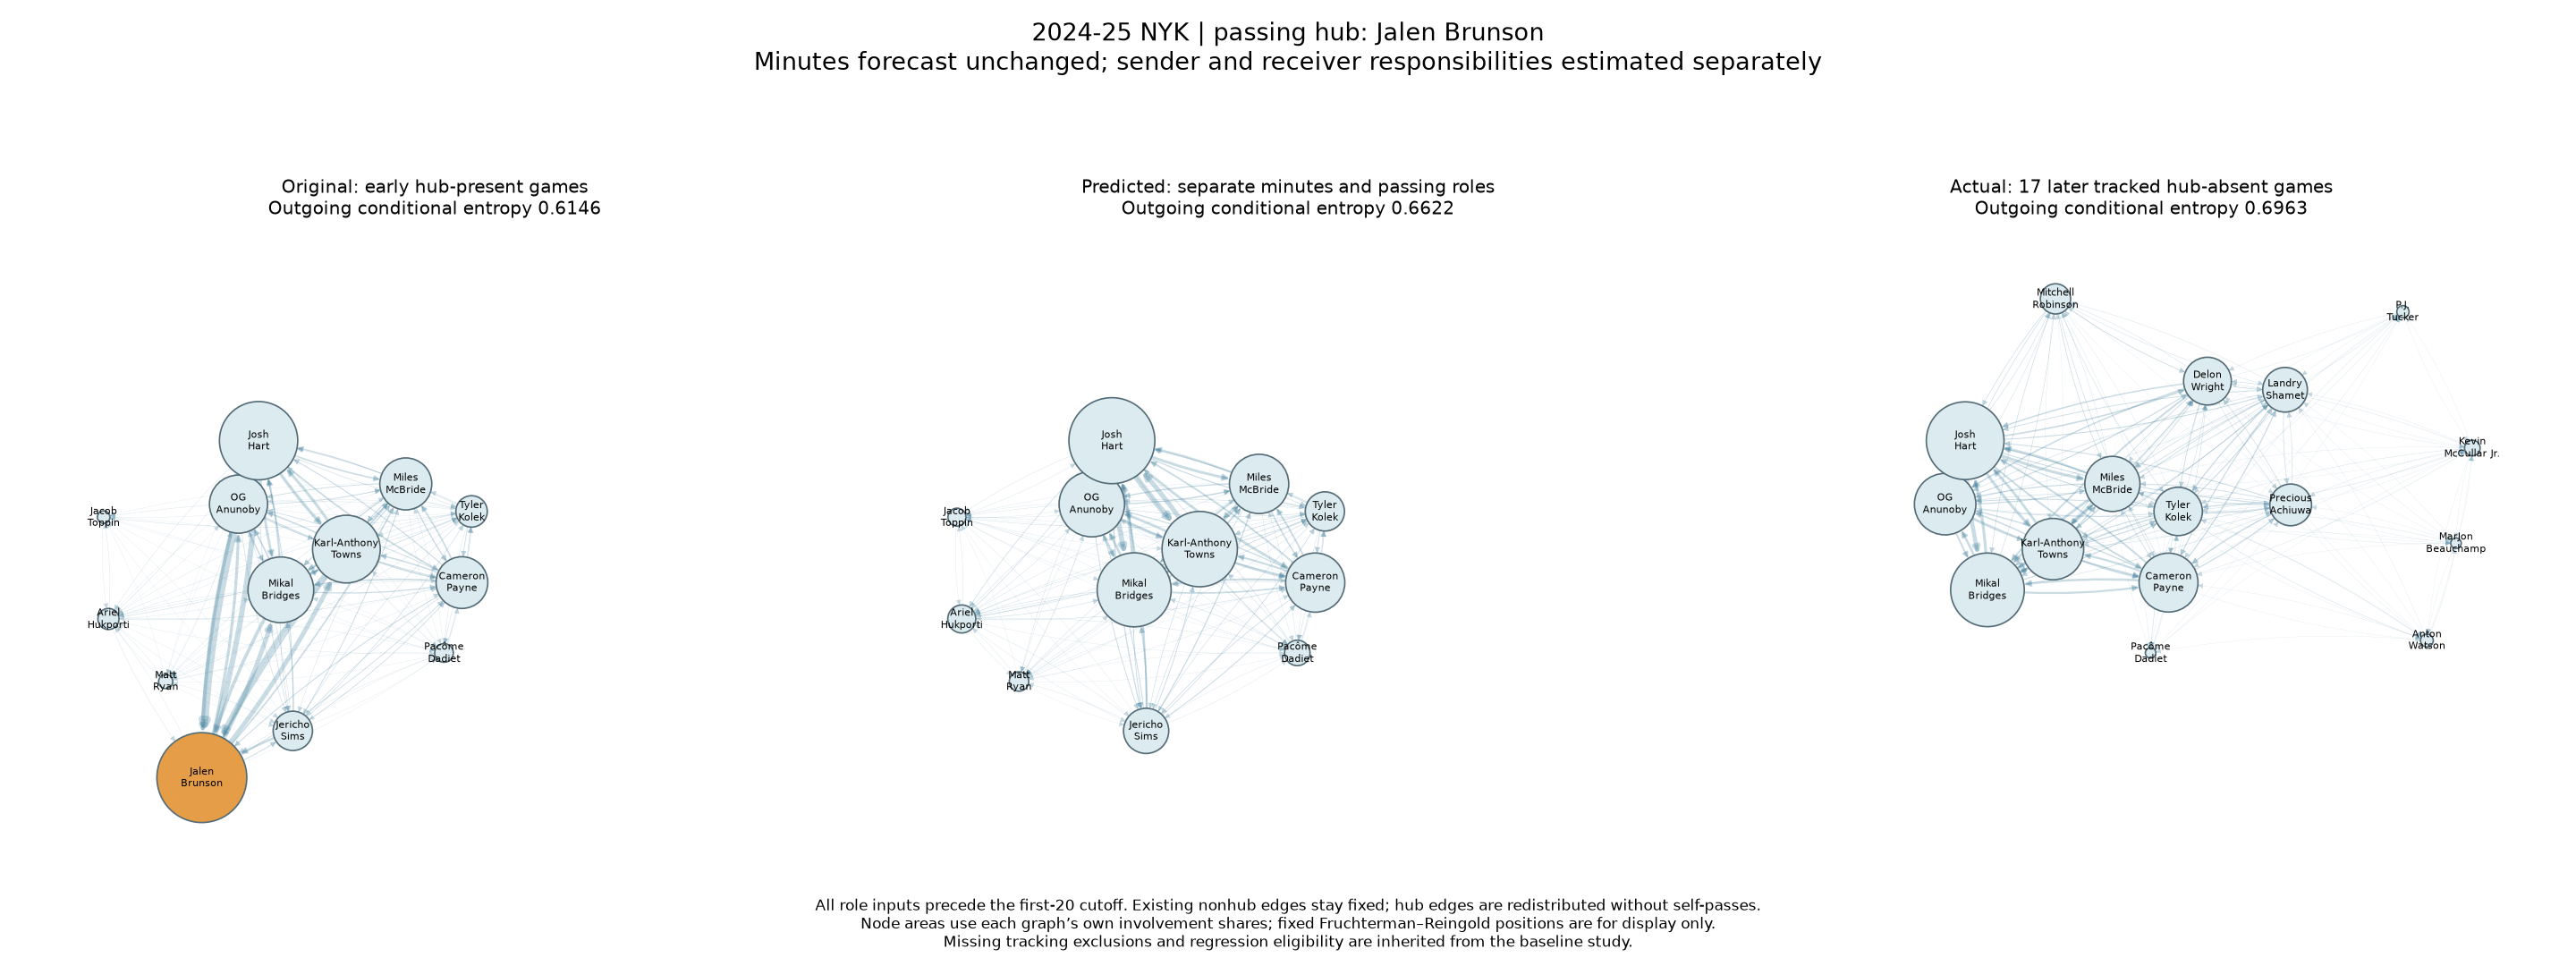 2024-25 NYK | passing hub: Jalen Brunson
Minutes forecast unchanged; sender and receiver responsibilities estimated separately
Original: early hub-present games
Outgoing conditional entropy 0.6146
Josh
Hart
OG
Anunoby
Miles
McBride
Tyler
Kolek
Jacob
Toppin
Karl-Anthony
Towns
Mikal
Bridges
Cameron
Payne
Ariel
Hukporti
Pacôme
Dadiet
Matt
Ryan
Jericho
Sims
Jalen
Brunson
Predicted: separate minutes and passing roles
Outgoing conditional entropy 0.6622
Josh
Hart
OG
Anunoby
Miles
McBride
Tyler
Kolek
Jacob
Toppin
Karl-Anthony
Towns
Mikal
Bridges
Cameron
Payne
Ariel
Hukporti
Pacôme
Dadiet
Matt
Ryan
Jericho
Sims
Actual: 17 later tracked hub-absent games
Outgoing conditional entropy 0.6963
Mitchell
Robinson
P.J.
Tucker
Delon
Wright
Landry
Shamet
Josh
Hart
Kevin
McCullar Jr.
OG
Anunoby
Miles
McBride
Tyler
Kolek
Precious
Achiuwa
Karl-Anthony
Towns
Marjon
Beauchamp
Mikal
Bridges
Cameron
Payne
Pacôme
Dadiet
Anton
Watson
All role inputs precede the first-20 cutoff. Existing nonhub edges stay fixed; hub edges are redistributed without self-passes.
Node areas use each graph’s own involvement shares; fixed Fruchterman–Reingold positions are for display only.
Missing tracking exclusions and regression eligibility are inherited from the baseline study.